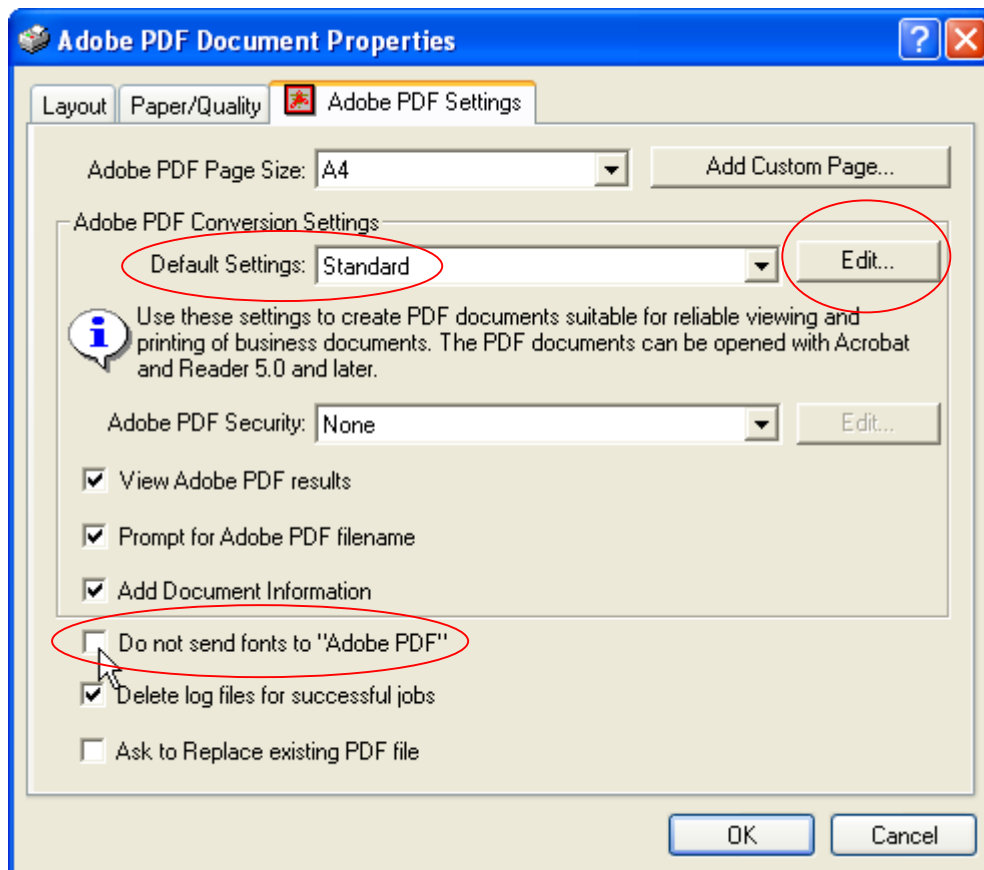 Adobe PDF Document Properties
Layout Paper/Quality Adobe PDF Settings
Adobe PDF Page Size: A4 Add Custom Page...
Adobe PDF Conversion Settings
Default Settings: Standard Edit...
Use these settings to create PDF documents suitable for reliable viewing and
printing of business documents. The PDF documents can be opened with Acrobat
and Reader 5.0 and later.
Adobe PDF Security: None Edit...
View Adobe PDF results
Prompt for Adobe PDF filename
Add Document Information
Do not send fonts to "Adobe PDF"
Delete log files for successful jobs
Ask to Replace existing PDF file
OK Cancel